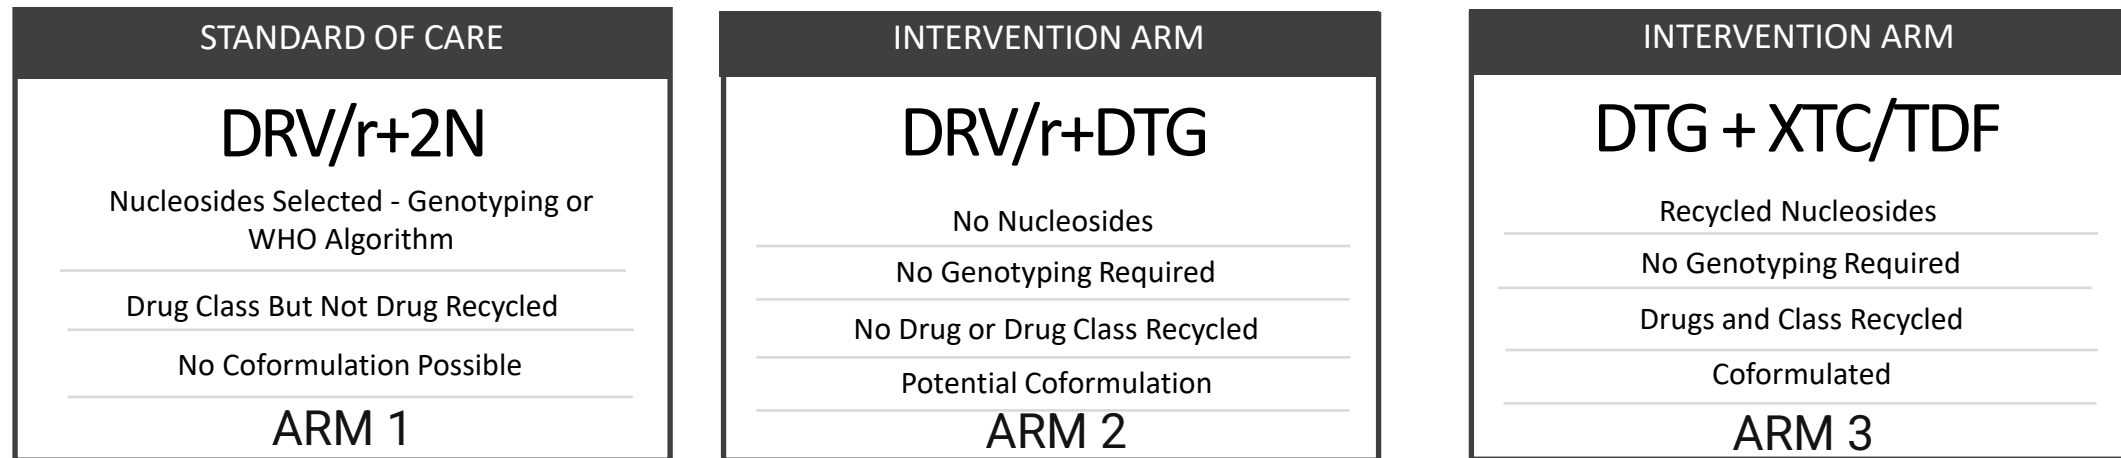 STANDARD OF CARE
DRV/r+2N
Nucleosides Selected - Genotyping or
WHO Algorithm
Drug Class But Not Drug Recycled
No Coformulation Possible
ARM 1
INTERVENTION ARM
DRV/r+DTG
No Nucleosides
No Genotyping Required
No Drug or Drug Class Recycled
Potential Coformulation
ARM 2
INTERVENTION ARM
DTG + XTC/TDF
Recycled Nucleosides
No Genotyping Required
Drugs and Class Recycled
Coformulated
ARM 3